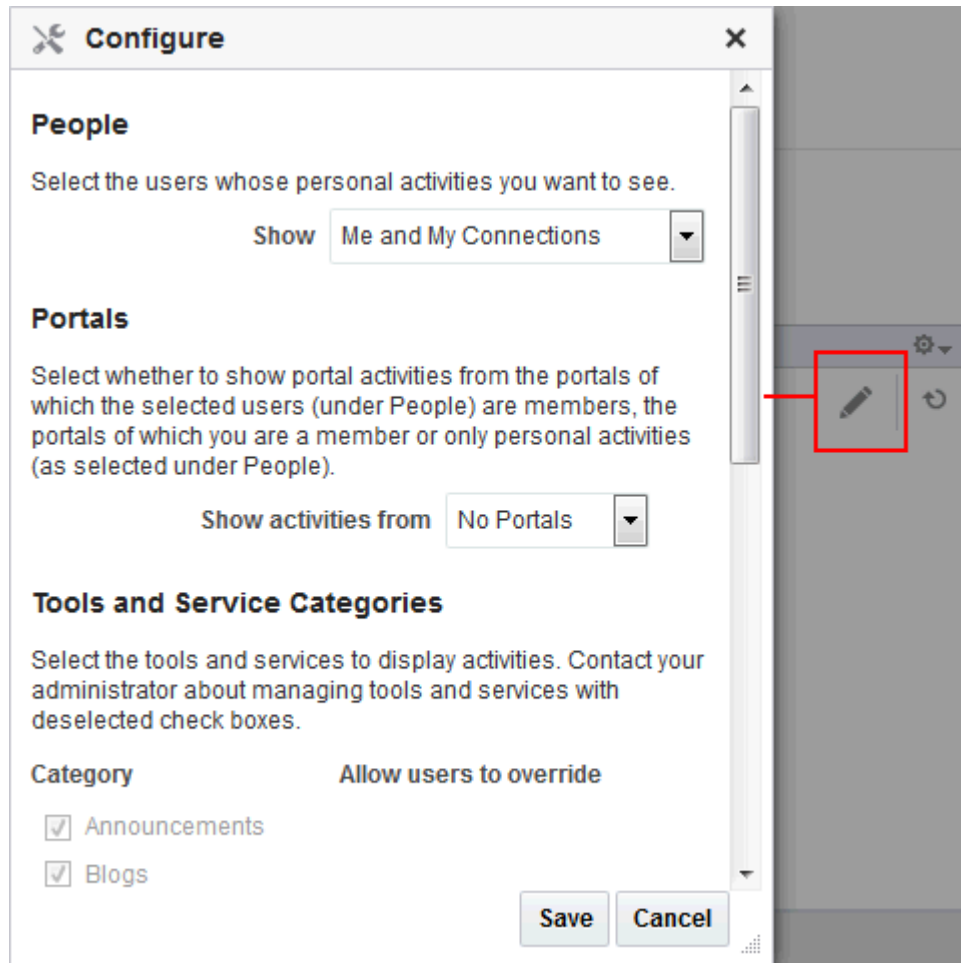 Configure
People
Select the users whose personal activities you want to see.
Show Me and My Connections
Portals
Select whether to show portal activities from the portals of
which the selected users (under People) are members, the
portals of which you are a member or only personal activities
(as selected under People).
Show activities from No Portals
Tools and Service Categories
Select the tools and services to display activities. Contact your
administrator about managing tools and services with
deselected check boxes.
Category Allow users to override
Announcements
Blogs
Save Cancel